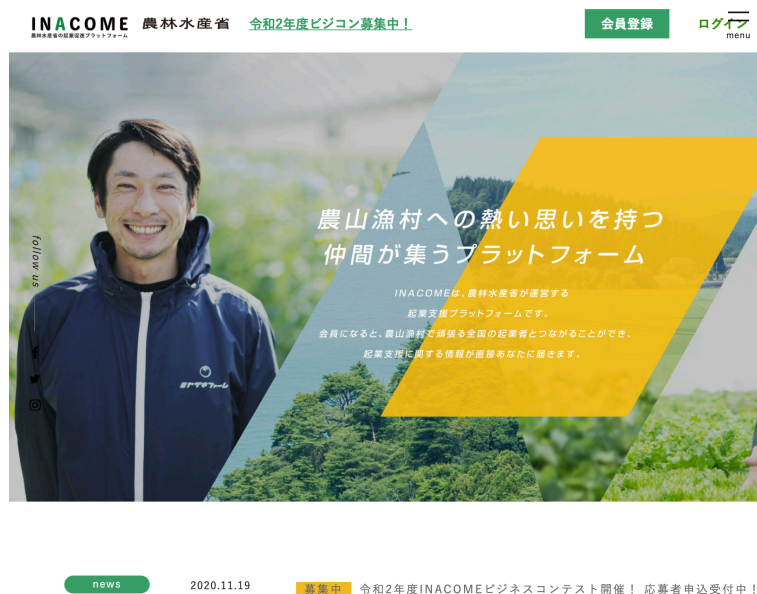 INACOME 農林水産省 令和2年度ビジコン募集中！ 会員登録 ログイン
農林水産省の起業促進プラットフォーム
menu
農山漁村への熱い思いを持つ
仲間が集うプラットフォーム
INACOMEは、農林水産省が運営する
起業支援プラットフォームです。
会員になると、農山漁村で頑張る全国の起業者とつながることができ、
起業支援に関する情報が直接あなたに届きます。
follow us
ミヤザキファーム
news 2020.11.19 募集中 令和2年度INACOMEビジネスコンテスト開催！ 応募者申込受付中！